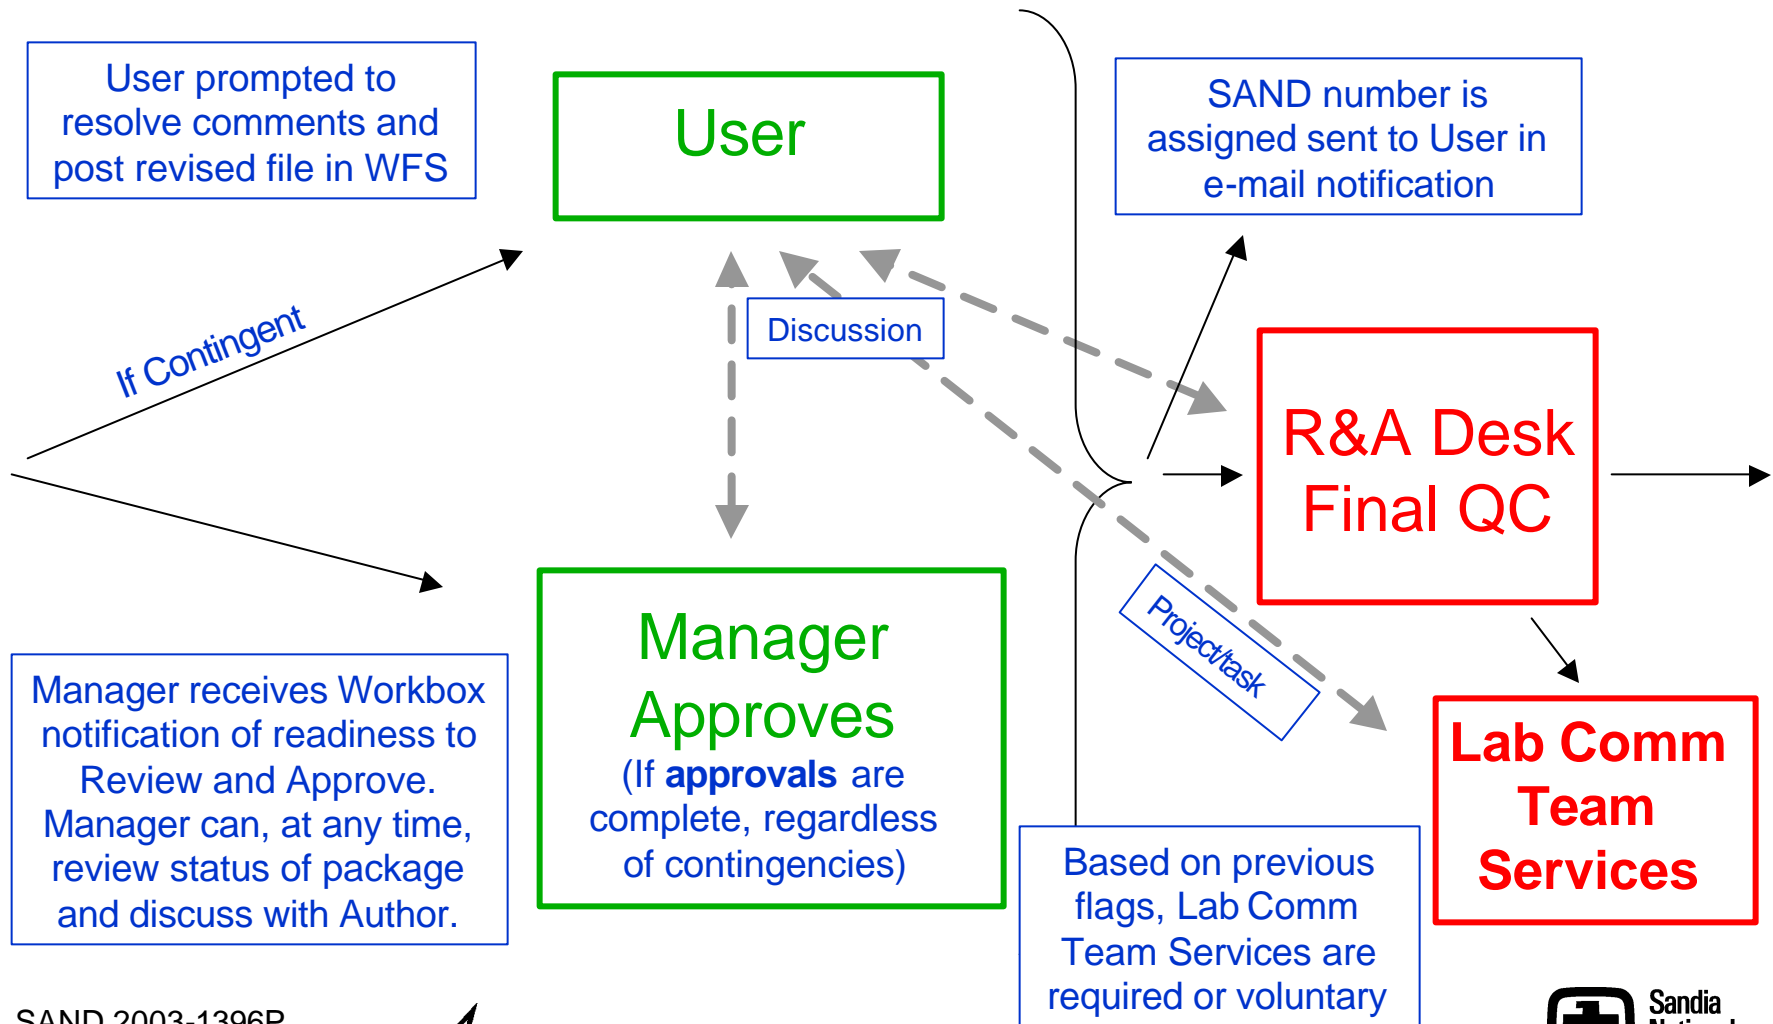 User prompted to
resolve comments and
post revised file in WFS
User
SAND number is
assigned sent to User in
e-mail notification
If Contingent
Discussion
R&A Desk
Final QC
Project/task
Manager
Approves
(If approvals are
complete, regardless
of contingencies)
Manager receives Workbox
notification of readiness to
Review and Approve.
Manager can, at any time,
review status of package
and discuss with Author.
Lab Comm
Team
Services
Based on previous
flags, Lab Comm
Team Services are
required or voluntary
SAND 2003-1396P
Sandia